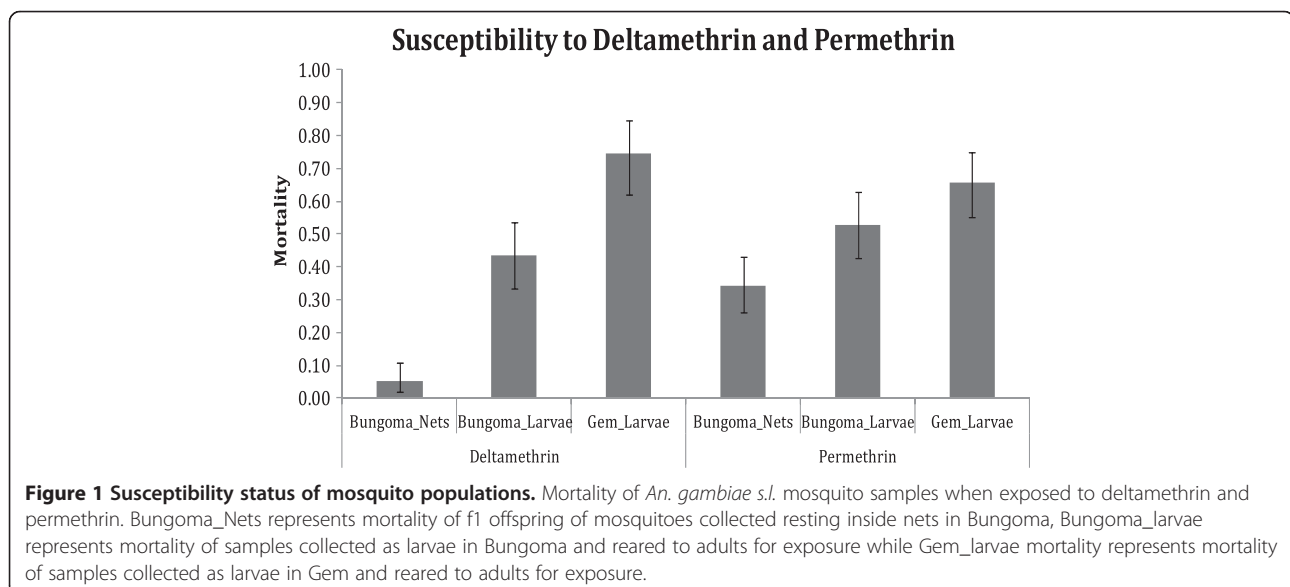 Susceptibility to Deltamethrin and Permethrin
1.00
0.90
0.80
0.70
0.60
0.50
0.40
0.30
0.20
0.10
0.00
Mortality
Bungoma_Nets Bungoma_Larvae Gem_Larvae Bungoma_Nets Bungoma_Larvae Gem_Larvae
Deltamethrin Permethrin
Figure 1 Susceptibility status of mosquito populations. Mortality of An. gambiae s.l. mosquito samples when exposed to deltamethrin and
permethrin. Bungoma_Nets represents mortality of f1 offspring of mosquitoes collected resting inside nets in Bungoma, Bungoma_larvae
represents mortality of samples collected as larvae in Bungoma and reared to adults for exposure while Gem_larvae mortality represents mortality
of samples collected as larvae in Gem and reared to adults for exposure.